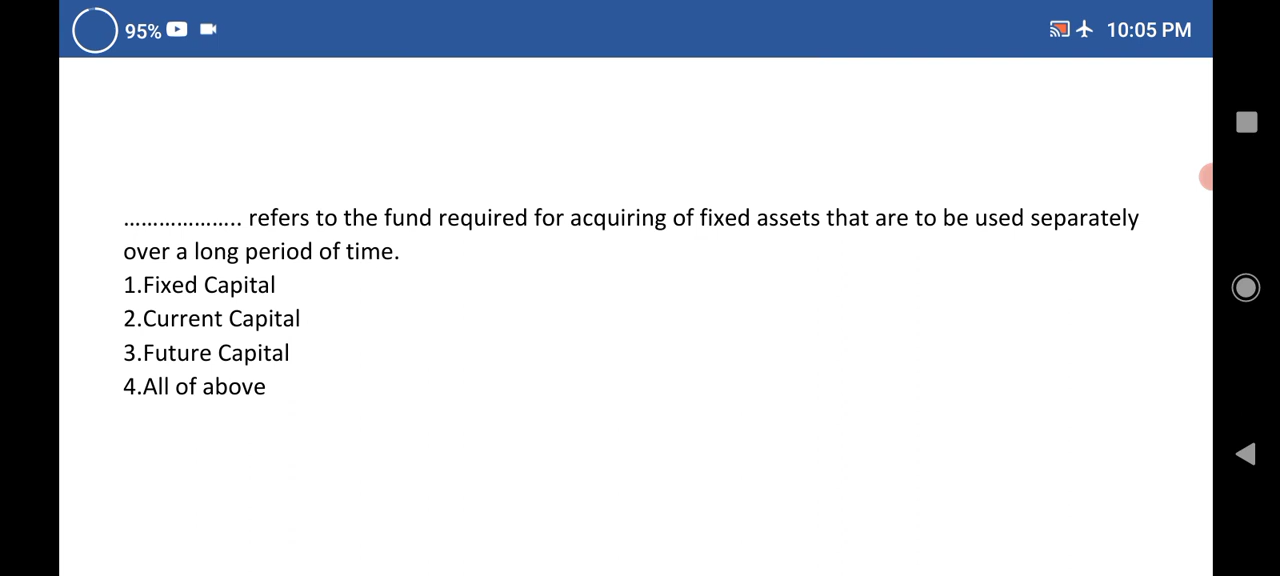 95% 10:05 PM
……………….. refers to the fund required for acquiring of fixed assets that are to be used separately
over a long period of time.
1.Fixed Capital
2.Current Capital
3.Future Capital
4.All of above